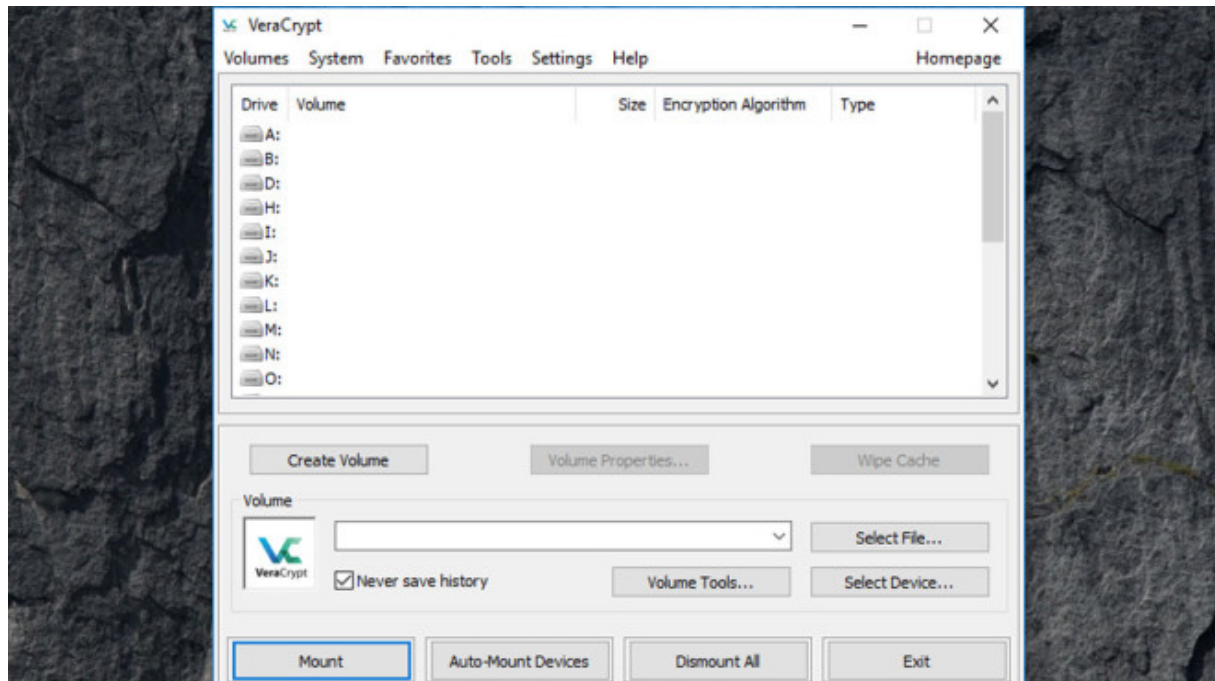 VeraCrypt
Volumes System Favorites Tools Settings Help Homepage
Drive Volume Size Encryption Algorithm Type
A:
B:
D:
H:
I:
J:
K:
L:
M:
N:
O:
Create Volume Volume Properties... Wipe Cache
Volume
VeraCrypt
Select File...
Never save history Volume Tools... Select Device...
Mount Auto-Mount Devices Dismount All Exit